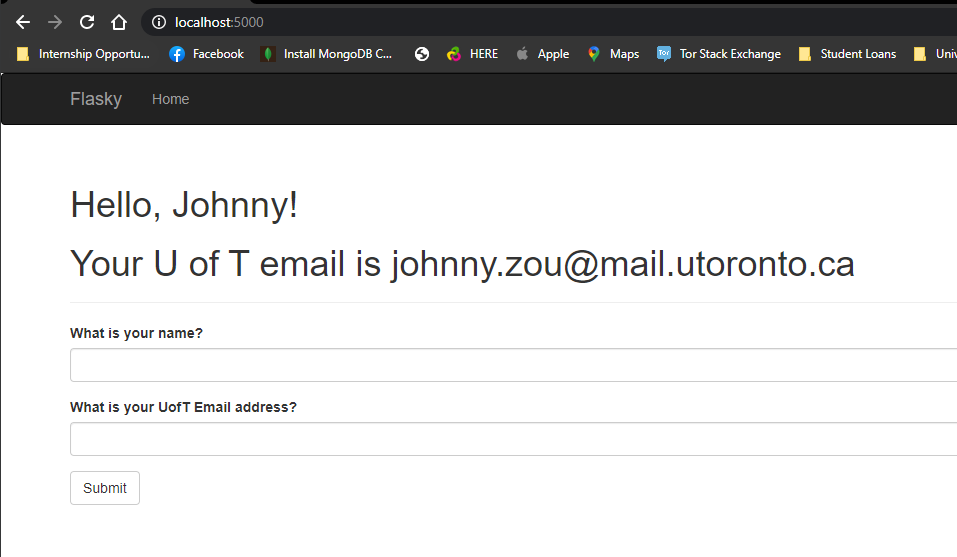 localhost:5000
Internship Opportu... Facebook Install MongoDB C... HERE Apple Maps Tor Stack Exchange Student Loans Univ
Flasky Home
Hello, Johnny!
Your U of T email is johnny.zou@mail.utoronto.ca
What is your name?
What is your UofT Email address?
Submit